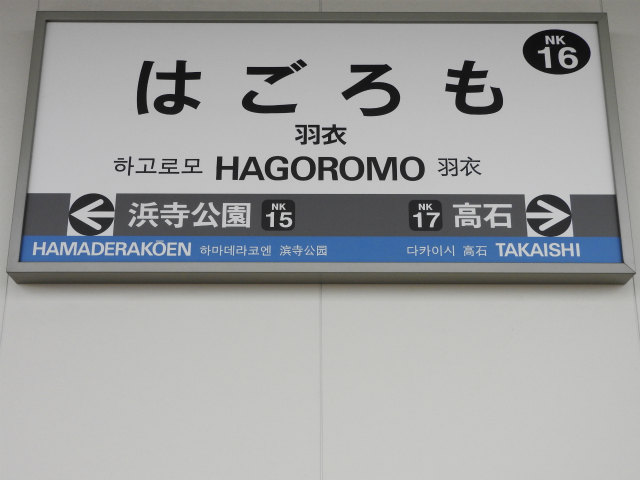 NK
16
はごろも
羽衣
하고로모 HAGOROMO 羽衣
浜寺公園 NK 15 NK 17 高石
HAMADERAKŌEN 하마데라코엔 滨寺公园 다카이시 高石 TAKAISHI